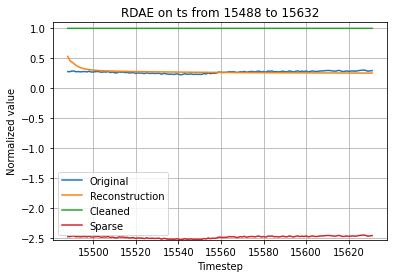 RDAE on ts from 15488 to 15632
Normalized value
1.0
0.5
0.0
−0.5
−1.0
−1.5
−2.0
−2.5
Original
Reconstruction
Cleaned
Sparse
15500 15520 15540 15560 15580 15600 15620
Timestep